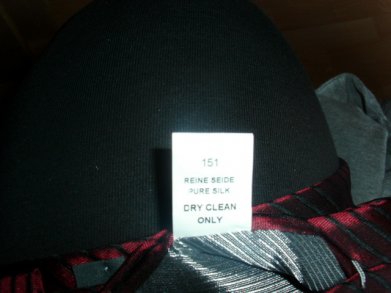 151
REINE SEIDE
PURE SILK
DRY CLEAN
ONLY